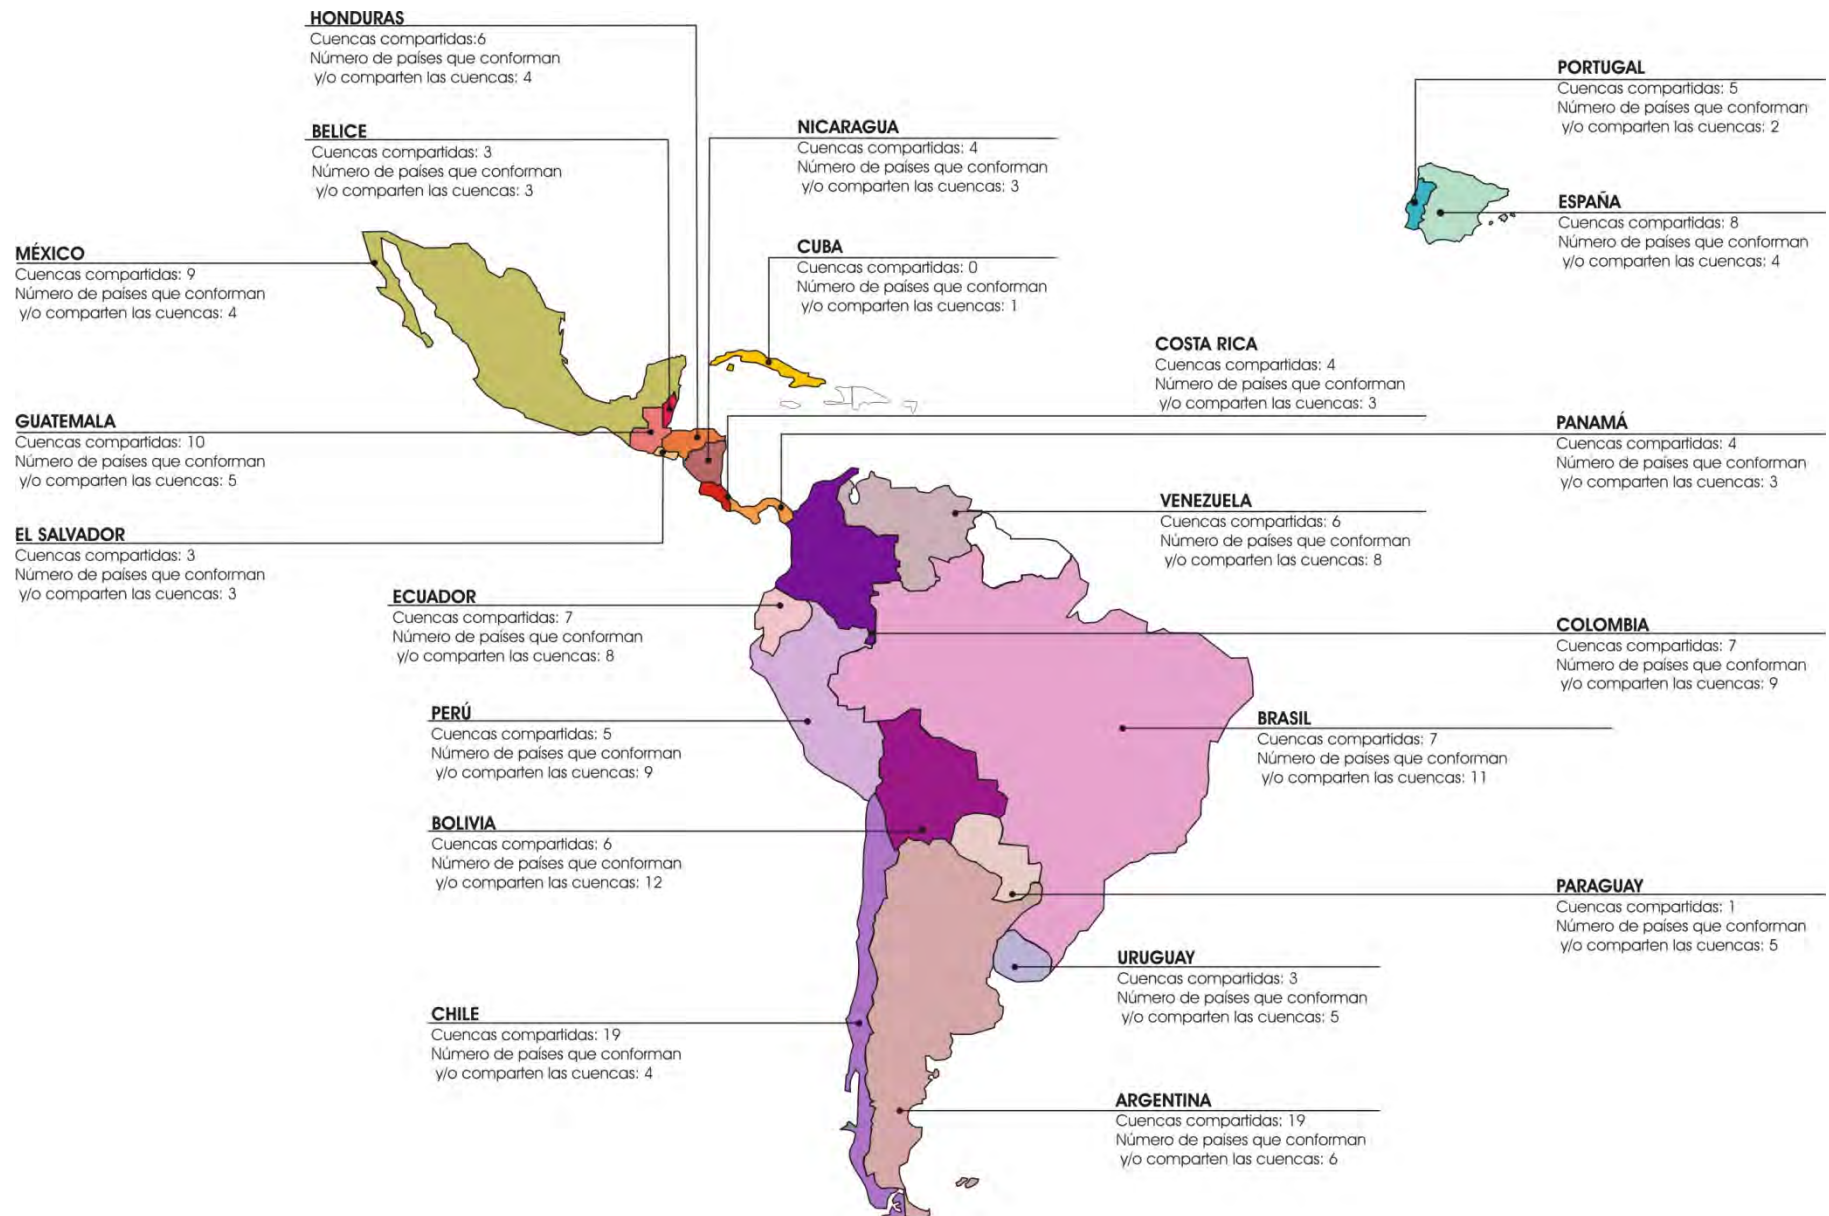 HONDURAS
Cuencas compartidas:6
Número de países que conforman
y/o comparten las cuencas: 4
PORTUGAL
Cuencas compartidas: 5
Número de países que conforman
y/o comparten las cuencas: 2
BELICE
Cuencas compartidas: 3
Número de países que conforman
y/o comparten las cuencas: 3
NICARAGUA
Cuencas compartidas: 4
Número de países que conforman
y/o comparten las cuencas: 3
ESPAÑA
Cuencas compartidas: 8
Número de países que conforman
y/o comparten las cuencas: 4
MÉXICO
Cuencas compartidas: 9
Número de países que conforman
y/o comparten las cuencas: 4
CUBA
Cuencas compartidas: 0
Número de países que conforman
y/o comparten las cuencas: 1
COSTA RICA
Cuencas compartidas: 4
Número de países que conforman
y/o comparten las cuencas: 3
GUATEMALA
Cuencas compartidas: 10
Número de países que conforman
y/o comparten las cuencas: 5
PANAMÁ
Cuencas compartidas: 4
Número de países que conforman
y/o comparten las cuencas: 3
VENEZUELA
Cuencas compartidas: 6
Número de países que conforman
y/o comparten las cuencas: 8
EL SALVADOR
Cuencas compartidas: 3
Número de países que conforman
y/o comparten las cuencas: 3
ECUADOR
Cuencas compartidas: 7
Número de países que conforman
y/o comparten las cuencas: 8
COLOMBIA
Cuencas compartidas: 7
Número de países que conforman
y/o comparten las cuencas: 9
PERÚ
Cuencas compartidas: 5
Número de países que conforman
y/o comparten las cuencas: 9
BRASIL
Cuencas compartidas: 7
Número de países que conforman
y/o comparten las cuencas: 11
BOLIVIA
Cuencas compartidas: 6
Número de países que conforman
y/o comparten las cuencas: 12
PARAGUAY
Cuencas compartidas: 1
Número de países que conforman
y/o comparten las cuencas: 5
URUGUAY
Cuencas compartidas: 3
Número de países que conforman
y/o comparten las cuencas: 5
CHILE
Cuencas compartidas: 19
Número de países que conforman
y/o comparten las cuencas: 4
ARGENTINA
Cuencas compartidas: 19
Número de países que conforman
y/o comparten las cuencas: 6